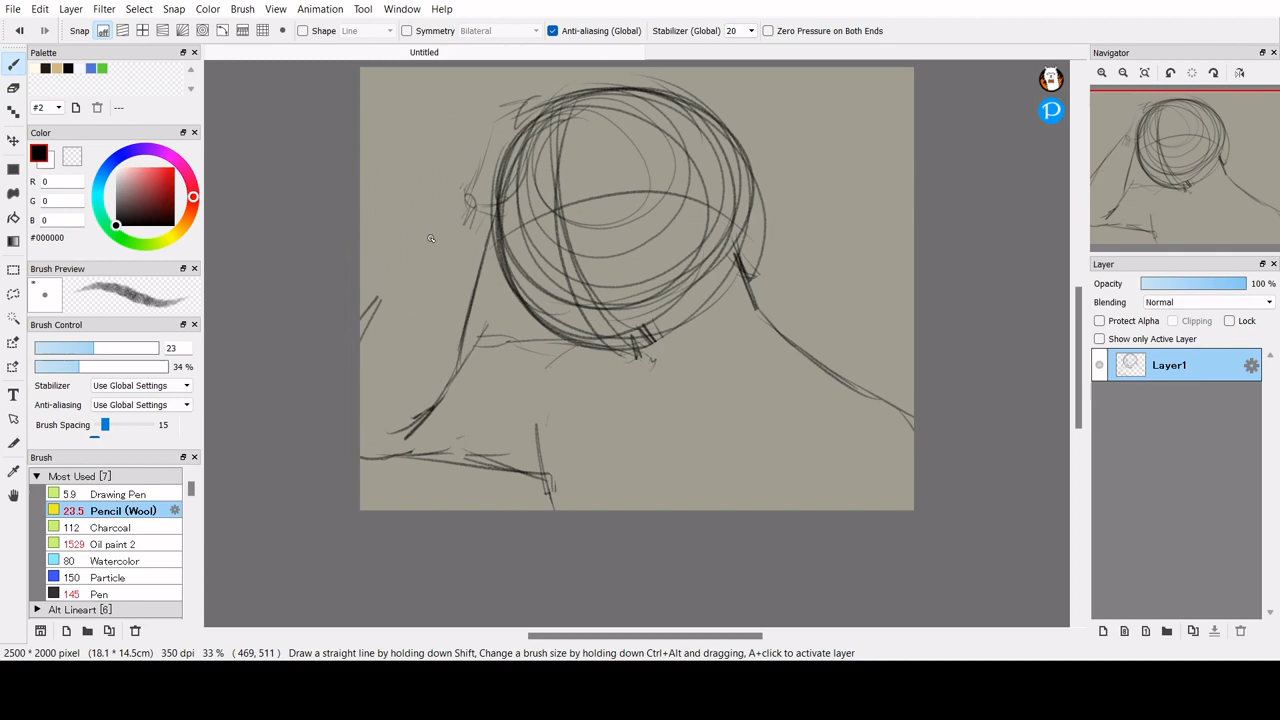 File Edit Layer Filter Select Snap Color Brush View Animation Tool Window Help
Snap Shape Line Symmetry Bilateral Anti-aliasing (Global) Stabilizer (Global) 20 Zero Pressure on Both Ends
Palette
Untitled
Navigator
#2
---
Color
R 0
G 0
B 0
#000000
Brush Preview
Brush Control
23
34 %
Stabilizer Use Global Settings
Anti-aliasing Use Global Settings
Brush Spacing 15
Brush
Most Used [7]
5.9 Drawing Pen
23.5 Pencil (Wool)
112 Charcoal
1529 Oil paint 2
80 Watercolor
150 Particle
145 Pen
Alt Lineart [6]
Layer
Opacity 100 %
Blending Normal
Protect Alpha Clipping Lock
Show only Active Layer
Layer1
2500 * 2000 pixel (18.1 * 14.5cm) 350 dpi 33 % ( 469, 511 ) Draw a straight line by holding down Shift, Change a brush size by holding down Ctrl+Alt and dragging, A+click to activate layer